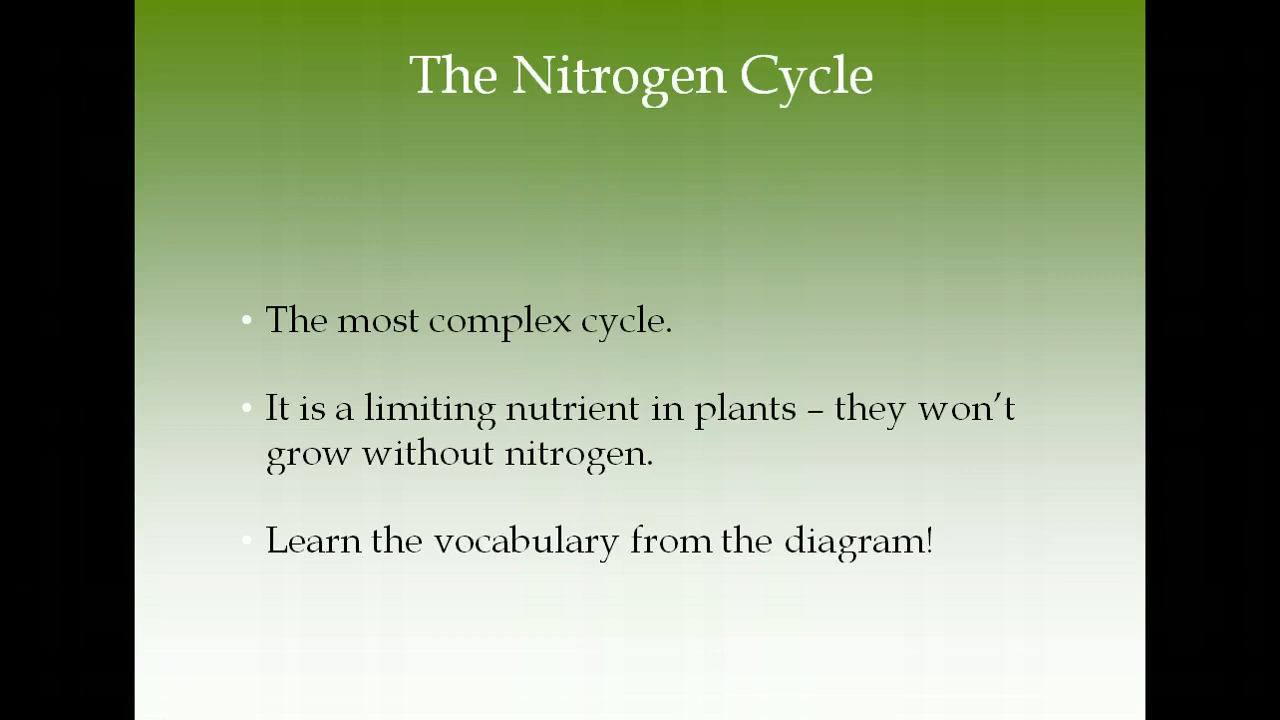 The Nitrogen Cycle
• The most complex cycle.
• It is a limiting nutrient in plants – they won’t
grow without nitrogen.
• Learn the vocabulary from the diagram!